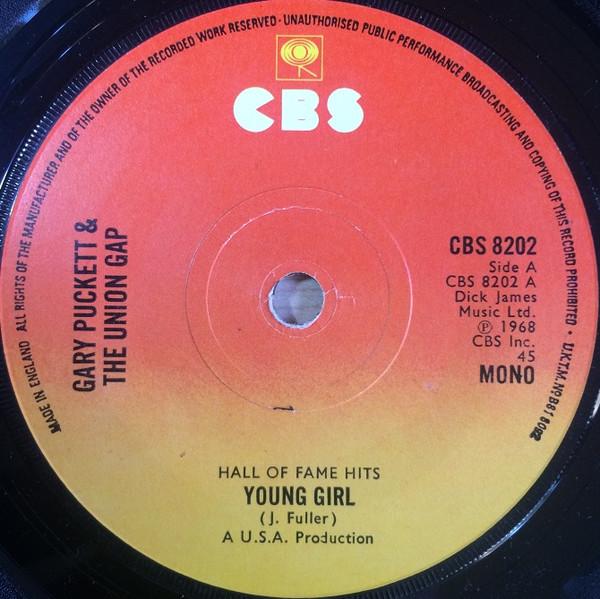 MADE IN ENGLAND ALL RIGHTS OF THE MANUFACTURER AND OF THE OWNER OF THE RECORDED WORK RESERVED · UNAUTHORISED PUBLIC PERFORMANCE BROADCASTING AND COPYING OF THIS RECORD PROHIBITED · U.K.T.M. No.
CBS
GARY PUCKETT &
THE UNION GAP
CBS 8202
Side A
CBS 8202 A
Dick James
Music Ltd.
℗ 1968
CBS Inc.
45
MONO
HALL OF FAME HITS
YOUNG GIRL
(J. Fuller)
A U.S.A. Production